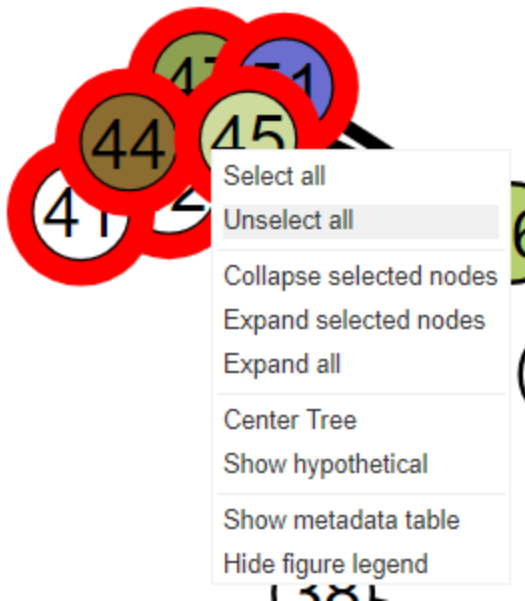 44
45
41
Select all
Unselect all
Collapse selected nodes
Expand selected nodes
Expand all
Center Tree
Show hypothetical
Show metadata table
Hide figure legend